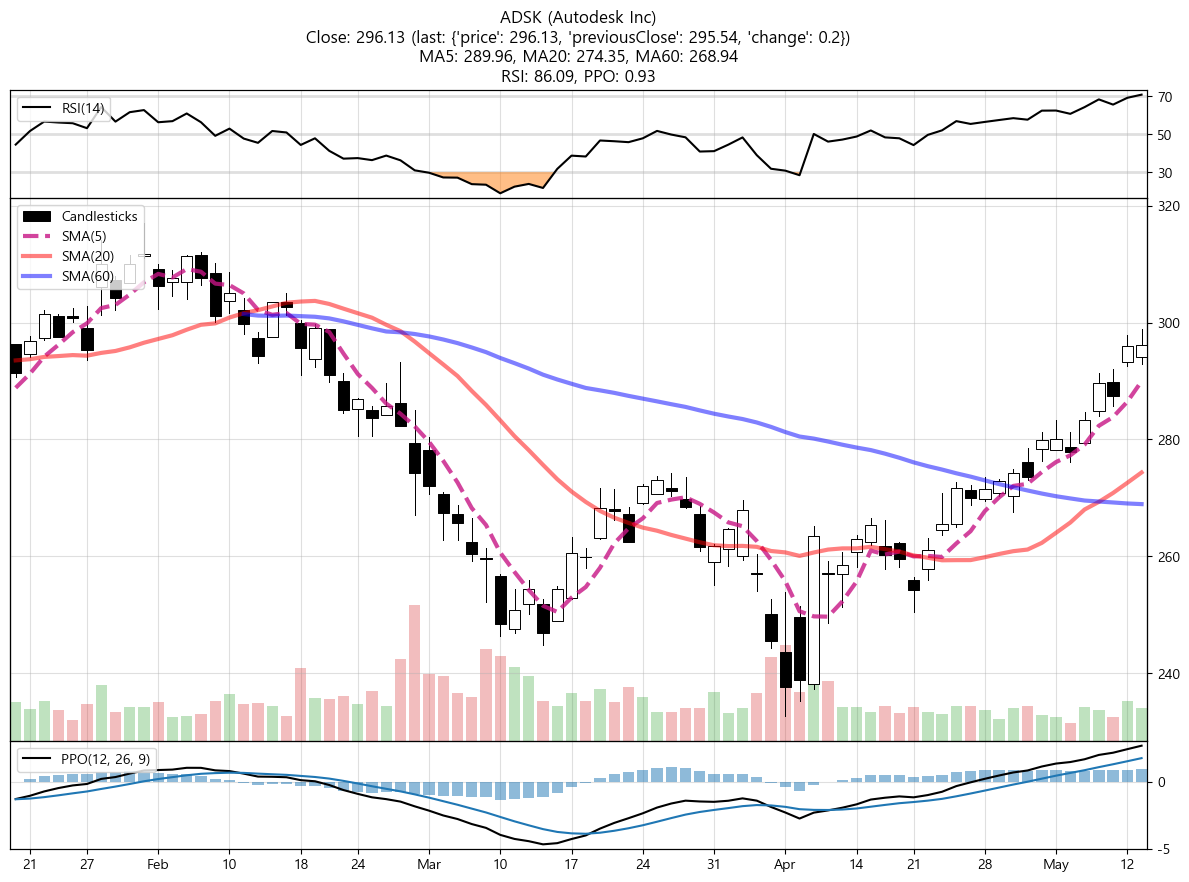 ADSK (Autodesk Inc)
Close: 296.13 (last: {'price': 296.13, 'previousClose': 295.54, 'change': 0.2})
MA5: 289.96, MA20: 274.35, MA60: 268.94
RSI: 86.09, PPO: 0.93
RSI(14)
70
50
30
Candlesticks
SMA(5)
SMA(20)
SMA(60)
320
300
280
260
240
PPO(12, 26, 9)
0
-5
21 27 Feb 10 18 24 Mar 10 17 24 31 Apr 14 21 28 May 12